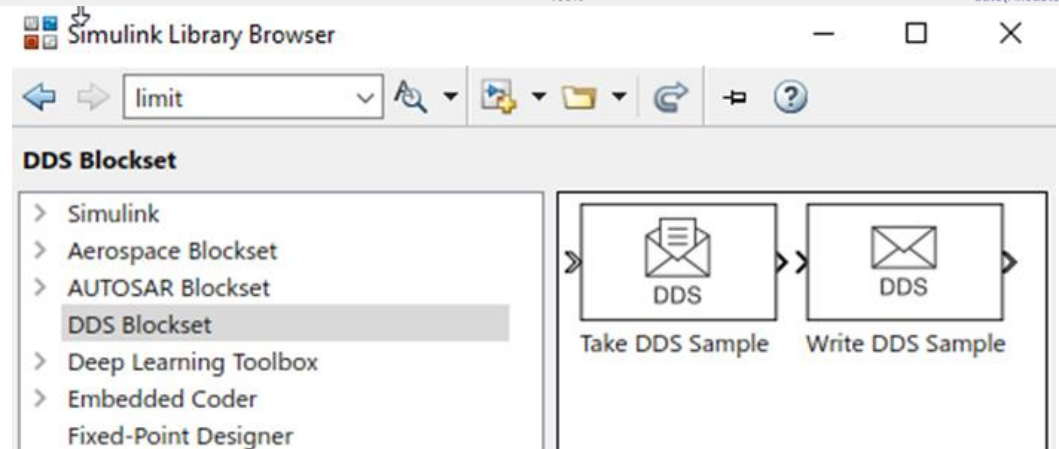 Simulink Library Browser
limit
DDS Blockset
Simulink
Aerospace Blockset
AUTOSAR Blockset
DDS Blockset
Deep Learning Toolbox
Embedded Coder
Fixed-Point Designer
DDS
DDS
Take DDS Sample
Write DDS Sample